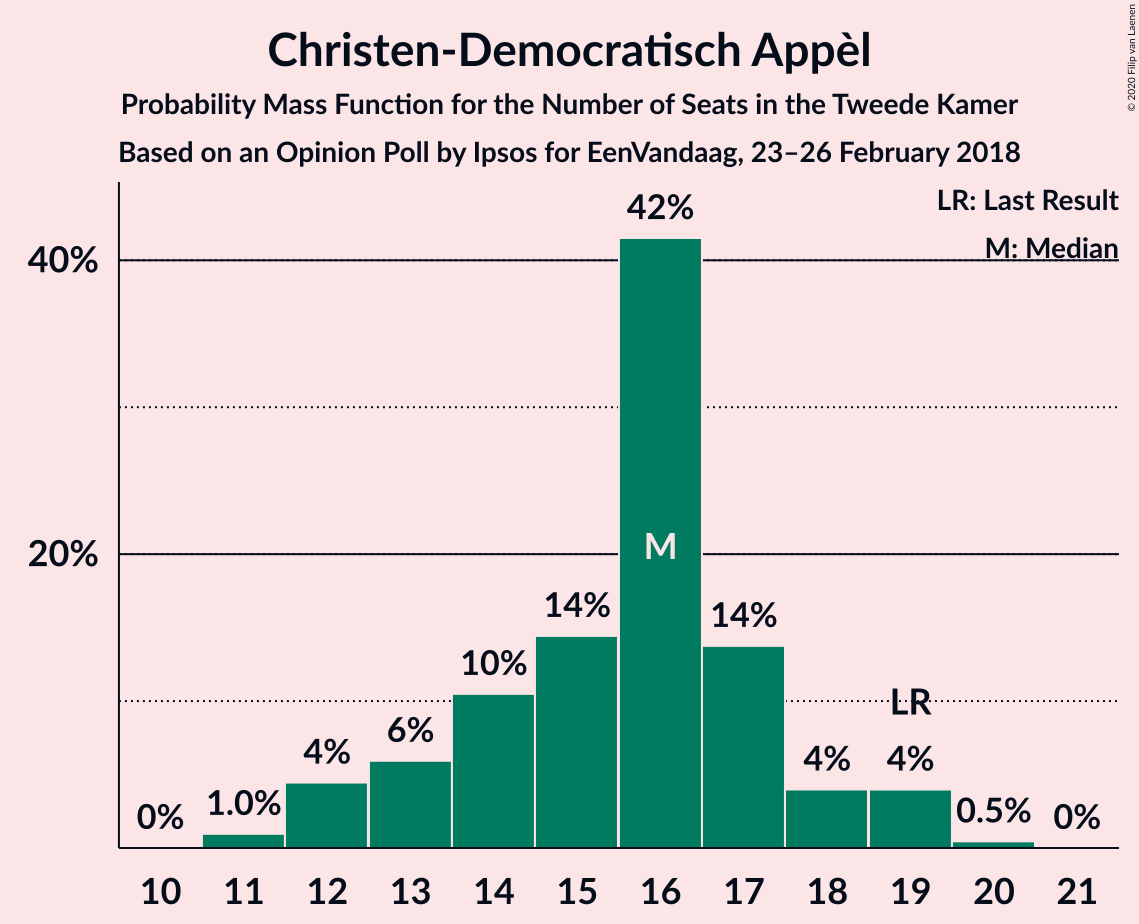 Christen-Democratisch Appèl
Probability Mass Function for the Number of Seats in the Tweede Kamer
Based on an Opinion Poll by Ipsos for EenVandaag, 23–26 February 2018
© 2020 Filip van Laenen
LR: Last Result
M: Median
42%
40%
M
20%
14%
14%
10%
LR
6%
4%
4%
4%
1.0%
0.5%
0%
0%
10 11 12 13 14 15 16 17 18 19 20 21